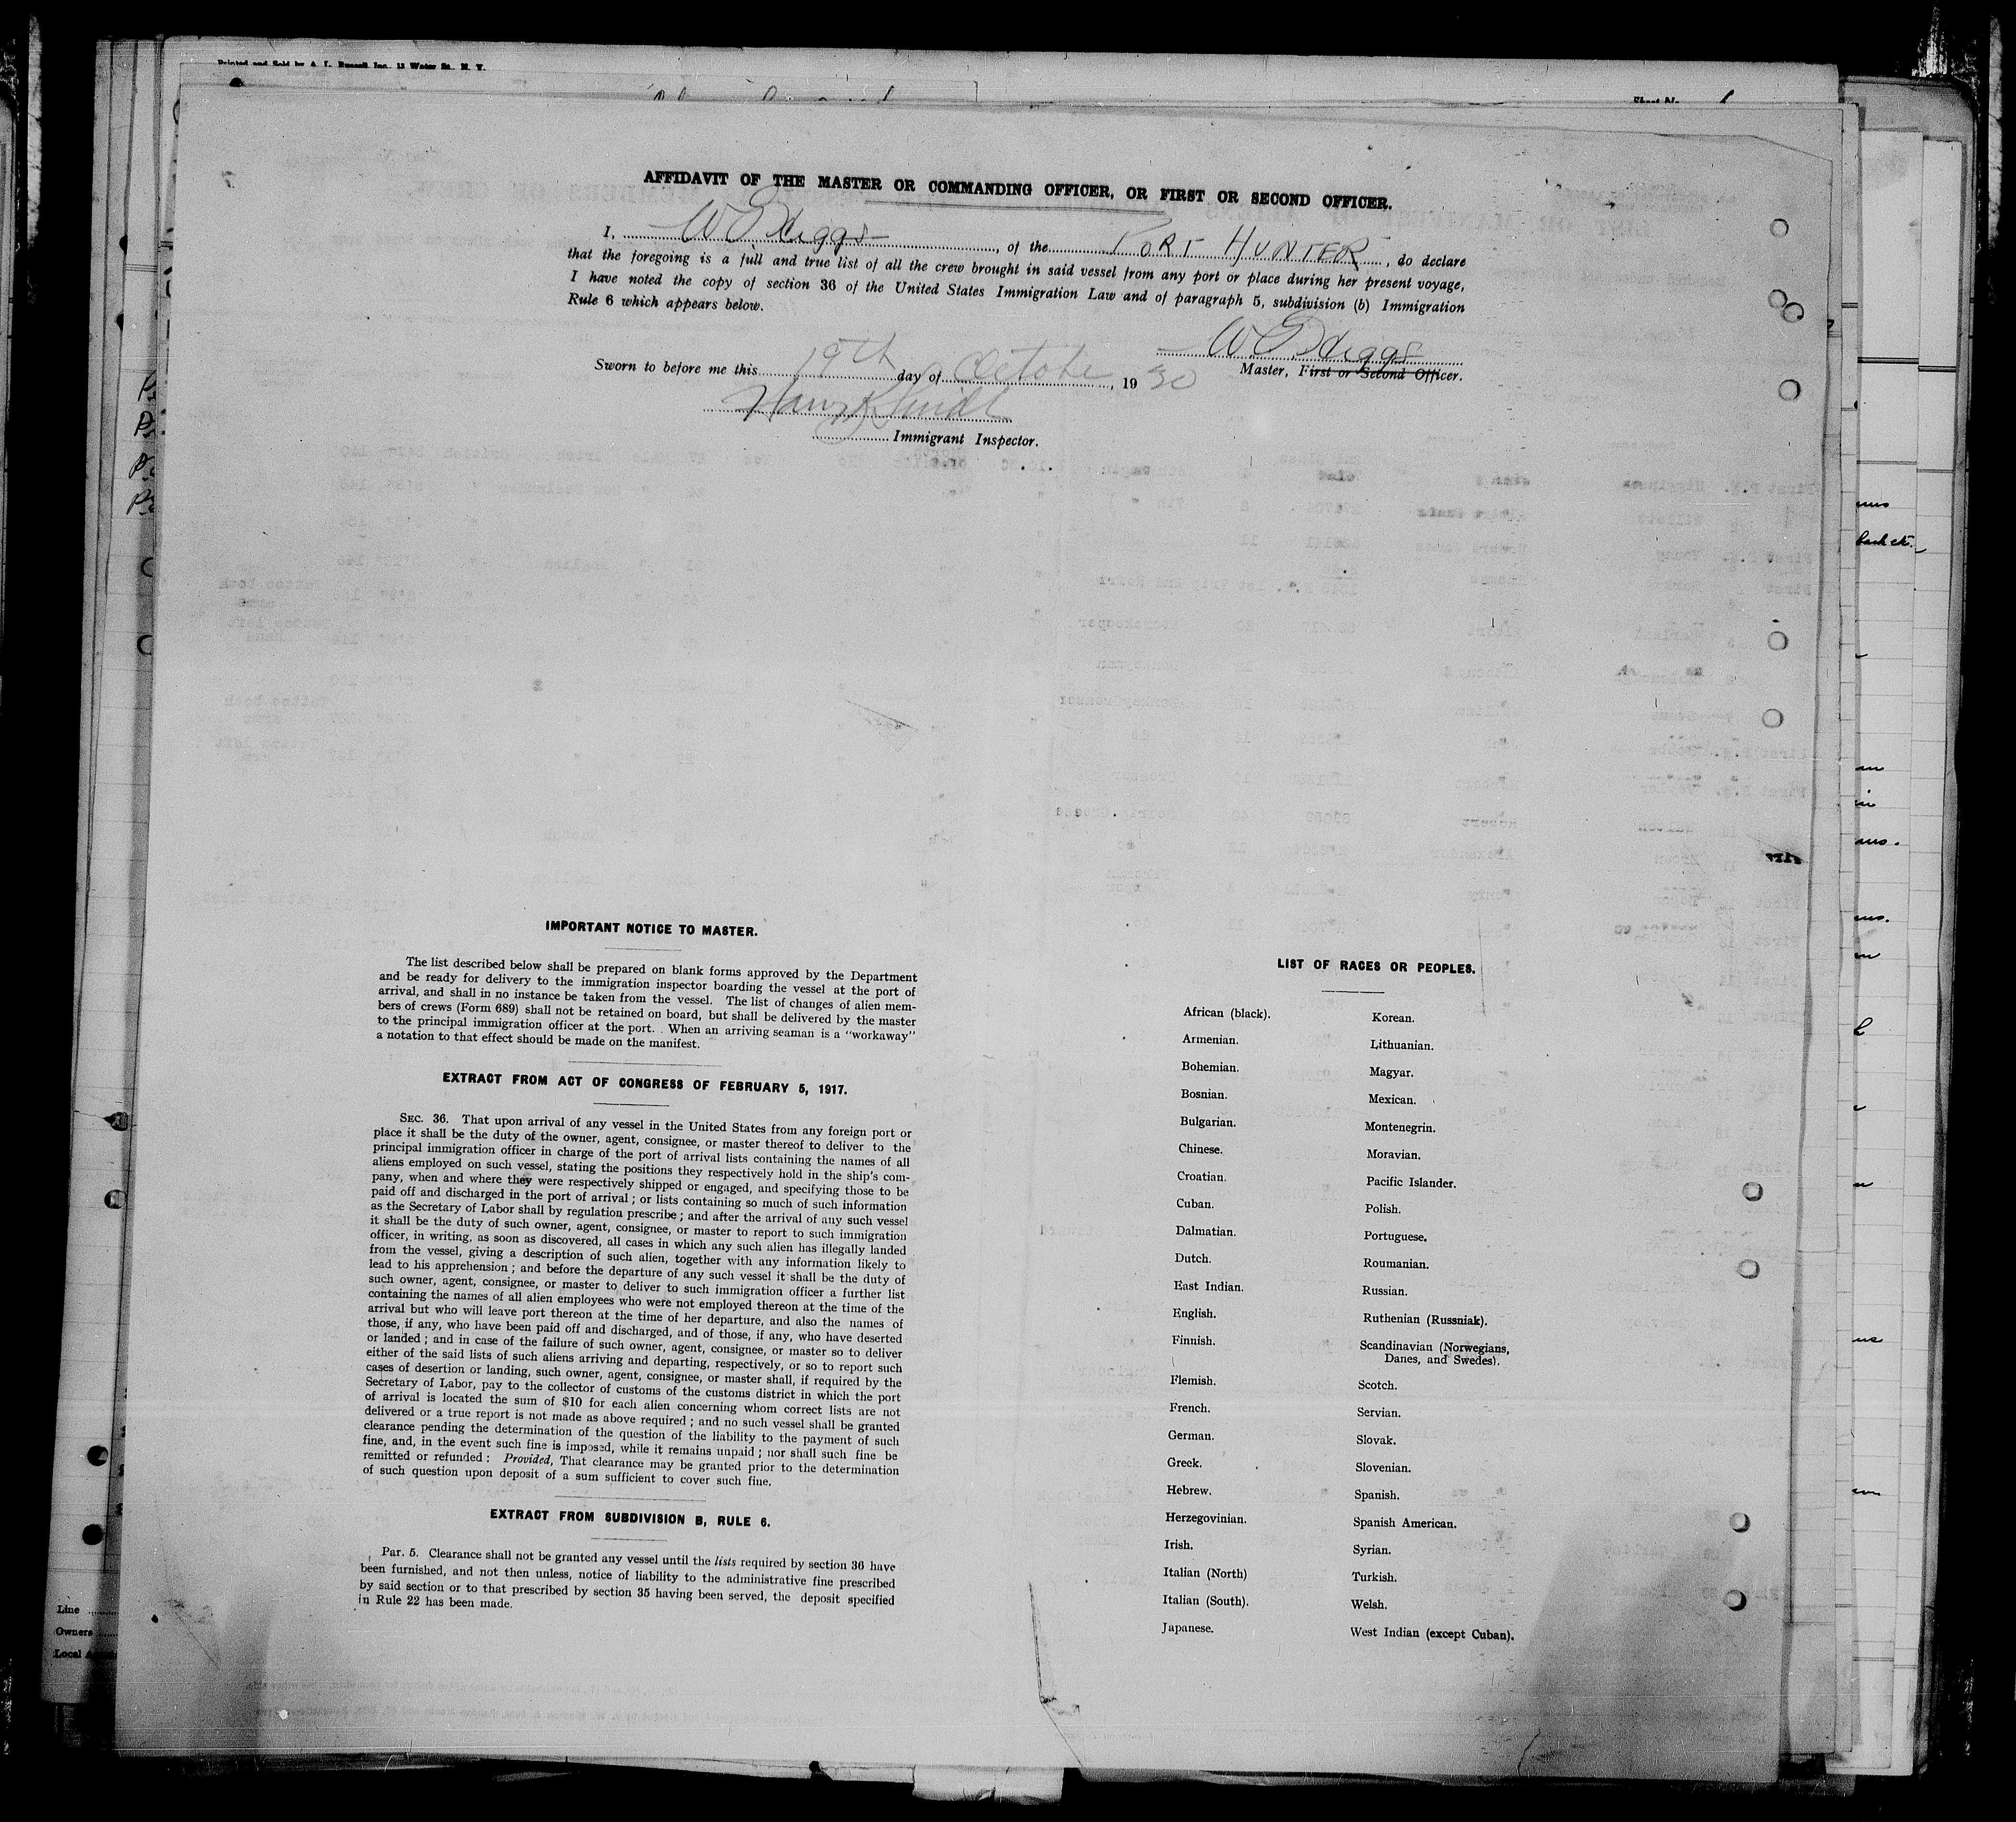 Printed and Sold by A. L. Russell Inc. 13 Water St. N. Y.
Sheet No.
AFFIDAVIT OF THE MASTER OR COMMANDING OFFICER, OR FIRST OR SECOND OFFICER.
I, W , of the PORT HUNTER , do declare
that the foregoing is a full and true list of all the crew brought in said vessel from any port or place during her present voyage,
I have noted the copy of section 36 of the United States Immigration Law and of paragraph 5, subdivision (b) Immigration
Rule 6 which appears below.
Sworn to before me this 19th day of October , 19 30 Master, First or Second Officer.
Immigrant Inspector.
IMPORTANT NOTICE TO MASTER.
The list described below shall be prepared on blank forms approved by the Department
and be ready for delivery to the immigration inspector boarding the vessel at the port of
arrival, and shall in no instance be taken from the vessel. The list of changes of alien mem-
bers of crews (Form 689) shall not be retained on board, but shall be delivered by the master
to the principal immigration officer at the port. When an arriving seaman is a "workaway"
a notation to that effect should be made on the manifest.
EXTRACT FROM ACT OF CONGRESS OF FEBRUARY 5, 1917.
SEC. 36. That upon arrival of any vessel in the United States from any foreign port or
place it shall be the duty of the owner, agent, consignee, or master thereof to deliver to the
principal immigration officer in charge of the port of arrival lists containing the names of all
aliens employed on such vessel, stating the positions they respectively hold in the ship's com-
pany, when and where they were respectively shipped or engaged, and specifying those to be
paid off and discharged in the port of arrival; or lists containing so much of such information
as the Secretary of Labor shall by regulation prescribe; and after the arrival of any such vessel
it shall be the duty of such owner, agent, consignee, or master to report to such immigration
officer, in writing, as soon as discovered, all cases in which any such alien has illegally landed
from the vessel, giving a description of such alien, together with any information likely to
lead to his apprehension; and before the departure of any such vessel it shall be the duty of
such owner, agent, consignee, or master to deliver to such immigration officer a further list
containing the names of all alien employees who were not employed thereon at the time of the
arrival but who will leave port thereon at the time of her departure, and also the names of
those, if any, who have been paid off and discharged, and of those, if any, who have deserted
or landed; and in case of the failure of such owner, agent, consignee, or master so to deliver
either of the said lists of such aliens arriving and departing, respectively, or so to report such
cases of desertion or landing, such owner, agent, consignee, or master shall, if required by the
Secretary of Labor, pay to the collector of customs of the customs district in which the port
of arrival is located the sum of $10 for each alien concerning whom correct lists are not
delivered or a true report is not made as above required; and no such vessel shall be granted
clearance pending the determination of the question of the liability to the payment of such
fine, and, in the event such fine is imposed, while it remains unpaid; nor shall such fine be
remitted or refunded: Provided, That clearance may be granted prior to the determination
of such question upon deposit of a sum sufficient to cover such fine.
EXTRACT FROM SUBDIVISION B, RULE 6.
Par. 5. Clearance shall not be granted any vessel until the lists required by section 36 have
been furnished, and not then unless, notice of liability to the administrative fine prescribed
by said section or to that prescribed by section 35 having been served, the deposit specified
in Rule 22 has been made.
LIST OF RACES OR PEOPLES.
African (black).
Armenian.
Bohemian.
Bosnian.
Bulgarian.
Chinese.
Croatian.
Cuban.
Dalmatian.
Dutch.
East Indian.
English.
Finnish.
Flemish.
French.
German.
Greek.
Hebrew.
Herzegovinian.
Irish.
Italian (North)
Italian (South).
Japanese.
Korean.
Lithuanian.
Magyar.
Mexican.
Montenegrin.
Moravian.
Pacific Islander.
Polish.
Portuguese.
Roumanian.
Russian.
Ruthenian (Russniak).
Scandinavian (Norwegians,
Danes, and Swedes).
Scotch.
Servian.
Slovak.
Slovenian.
Spanish.
Spanish American.
Syrian.
Turkish.
Welsh.
West Indian (except Cuban).
Line
Owners
Local